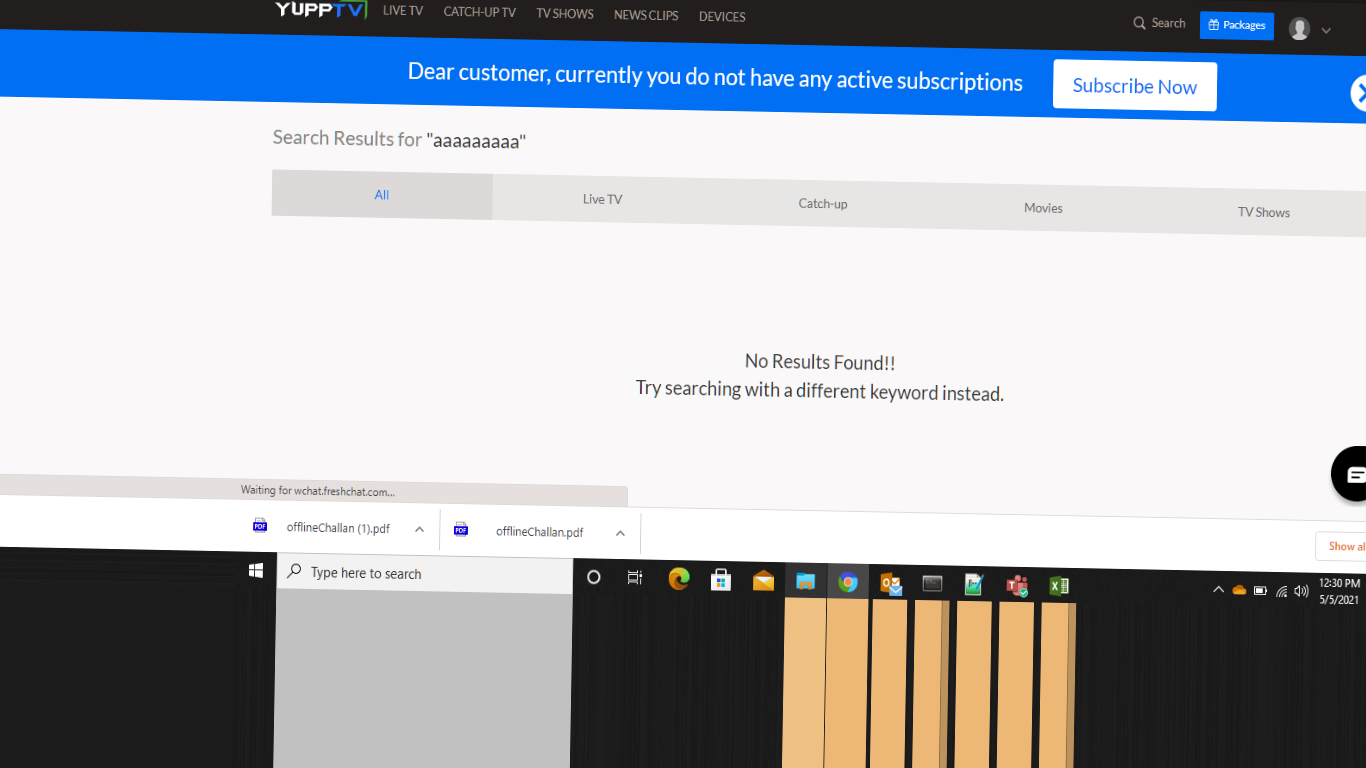 YUPPTV LIVE TV CATCH-UP TV TV SHOWS NEWS CLIPS DEVICES Search Packages
Dear customer, currently you do not have any active subscriptions Subscribe Now
Search Results for "aaaaaaaaa"
All Live TV Catch-up Movies TV Shows
No Results Found!!
Try searching with a different keyword instead.
Waiting for wchat.freshchat.com...
PDF offlineChallan (1).pdf PDF offlineChallan.pdf Show al
Type here to search 12:30 PM
5/5/2021